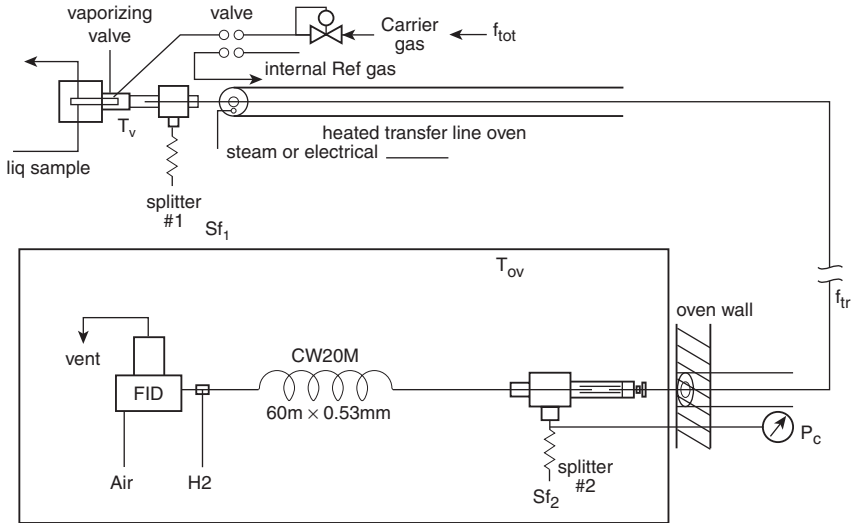 vaporizing
valve
valve
Carrier
gas
f_tot
internal Ref gas
T_v
heated transfer line oven
steam or electrical
liq sample
splitter
#1
Sf_1
T_ov
f_tr
oven wall
vent
CW20M
FID
60m × 0.53mm
P_c
Air
H2
splitter
#2
Sf_2